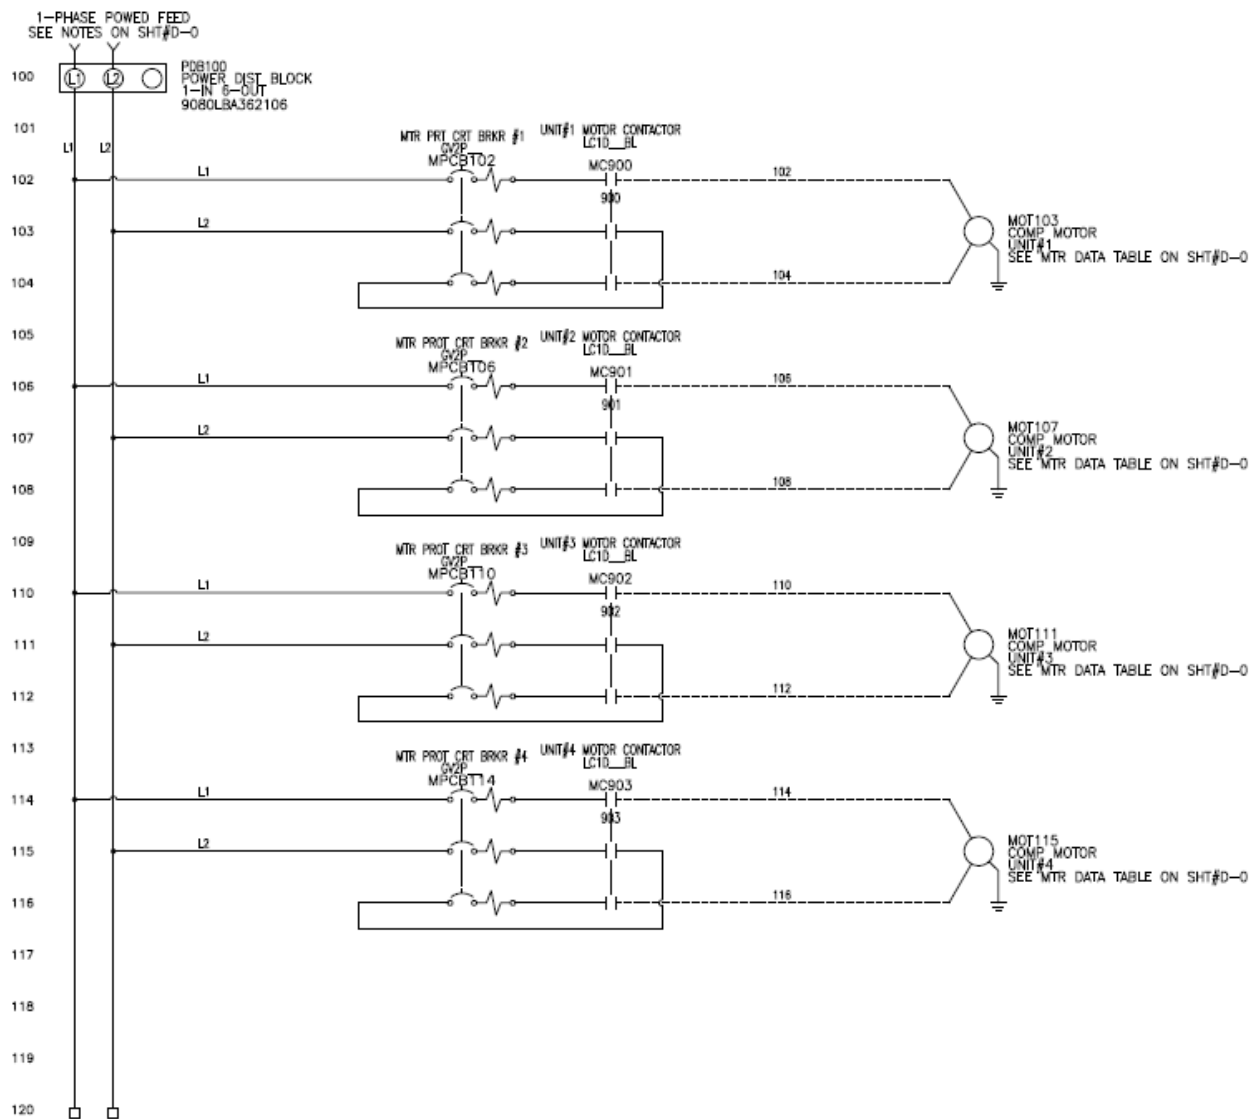 1-PHASE POWED FEED
SEE NOTES ON SHT#D-0
100
L1 L2
PDB100
POWER DIST BLOCK
1-IN 6-OUT
9080LBA362106
101
L1 L2
MTR PRT CRT BRKR #1
GV2P__
MPCB102
UNIT#1 MOTOR CONTACTOR
LC1D__BL
MC900
102
L1
102
900
103
L2
MOT103
COMP MOTOR
UNIT#1
SEE MTR DATA TABLE ON SHT#D-0
104
104
105
MTR PROT CRT BRKR #2
GV2P__
MPCB106
UNIT#2 MOTOR CONTACTOR
LC1D__BL
MC901
106
L1
106
901
107
L2
MOT107
COMP MOTOR
UNIT#2
SEE MTR DATA TABLE ON SHT#D-0
108
108
109
MTR PROT CRT BRKR #3
GV2P__
MPCB110
UNIT#3 MOTOR CONTACTOR
LC1D__BL
MC902
110
L1
110
902
111
L2
MOT111
COMP MOTOR
UNIT#3
SEE MTR DATA TABLE ON SHT#D-0
112
112
113
MTR PROT CRT BRKR #4
GV2P__
MPCB114
UNIT#4 MOTOR CONTACTOR
LC1D__BL
MC903
114
L1
114
903
115
L2
MOT115
COMP MOTOR
UNIT#4
SEE MTR DATA TABLE ON SHT#D-0
116
116
117
118
119
120